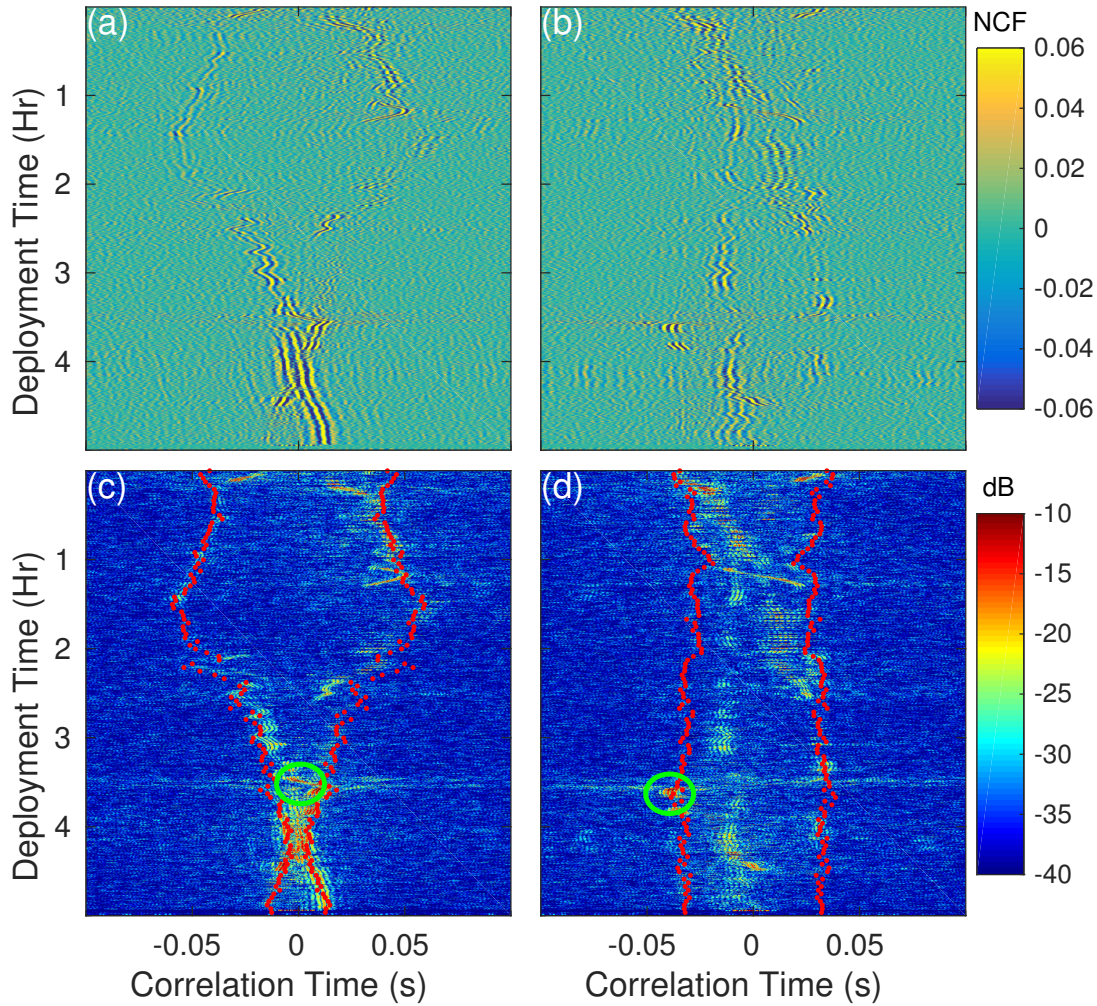 (a)
(b)
NCF
0.06
0.04
0.02
0
-0.02
-0.04
-0.06
Deployment Time (Hr)
1
2
3
4
(c)
(d)
dB
-10
-15
-20
-25
-30
-35
-40
Deployment Time (Hr)
1
2
3
4
-0.05 0 0.05
-0.05 0 0.05
Correlation Time (s)
Correlation Time (s)